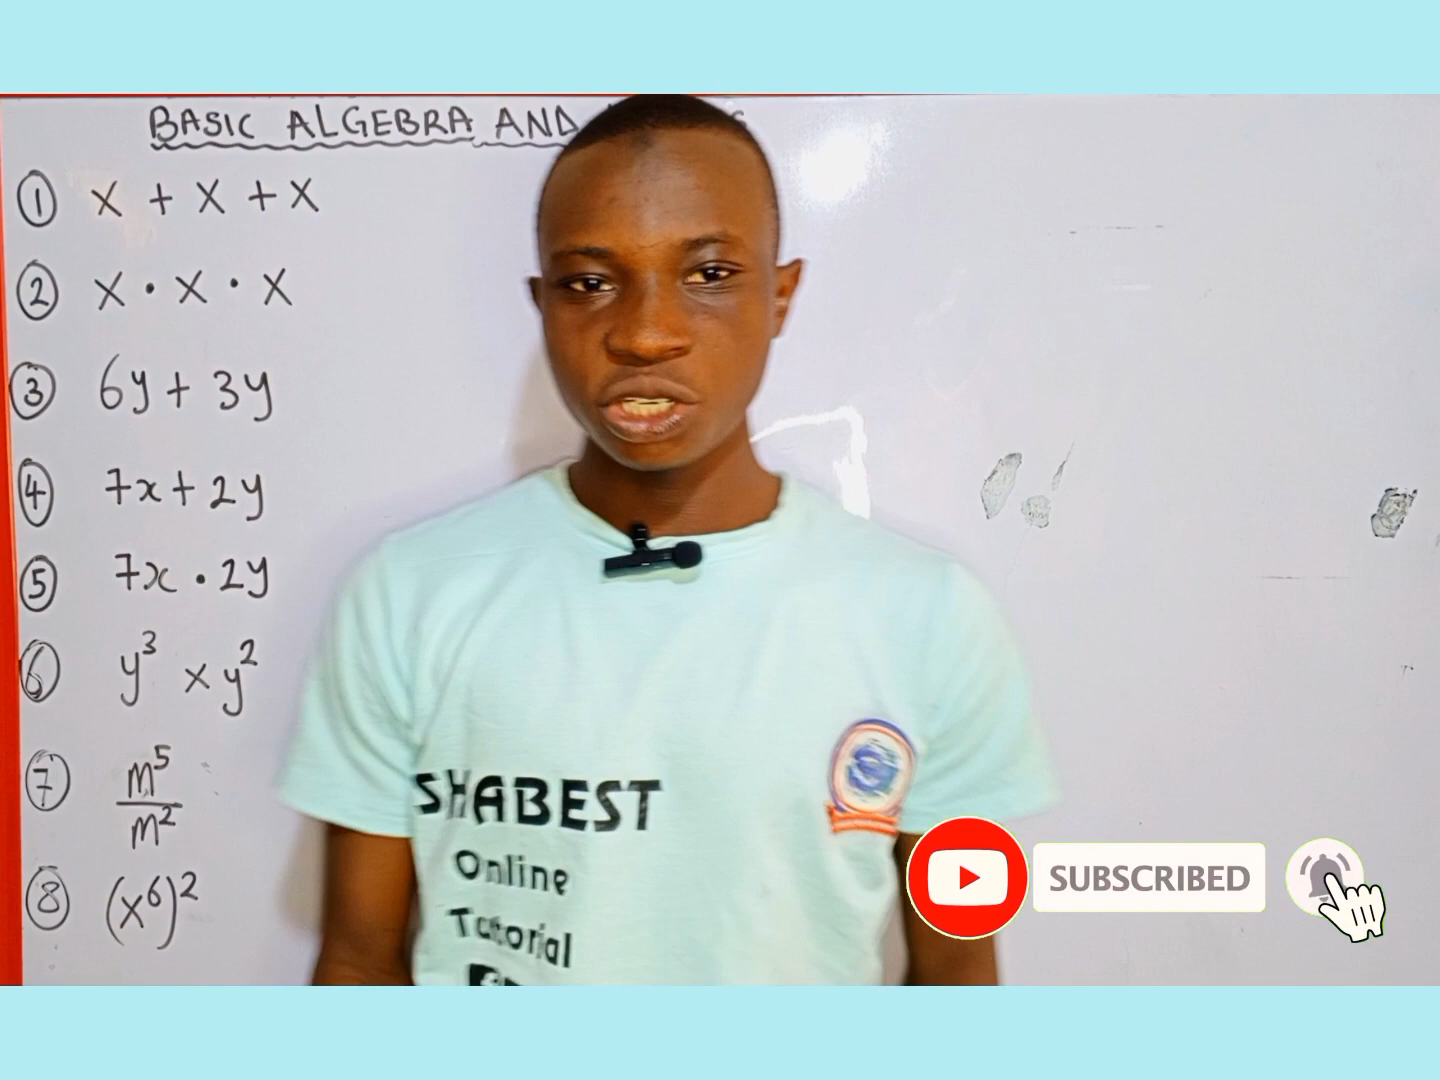 BASIC ALGEBRA AND
① x + x + x
② x · x · x
③ 6y + 3y
④ 7x + 2y
⑤ 7x · 2y
⑥ y³ × y²
⑦ m⁵/m²
⑧ (x⁶)²
SHABEST
Online
Tutorial
SUBSCRIBED